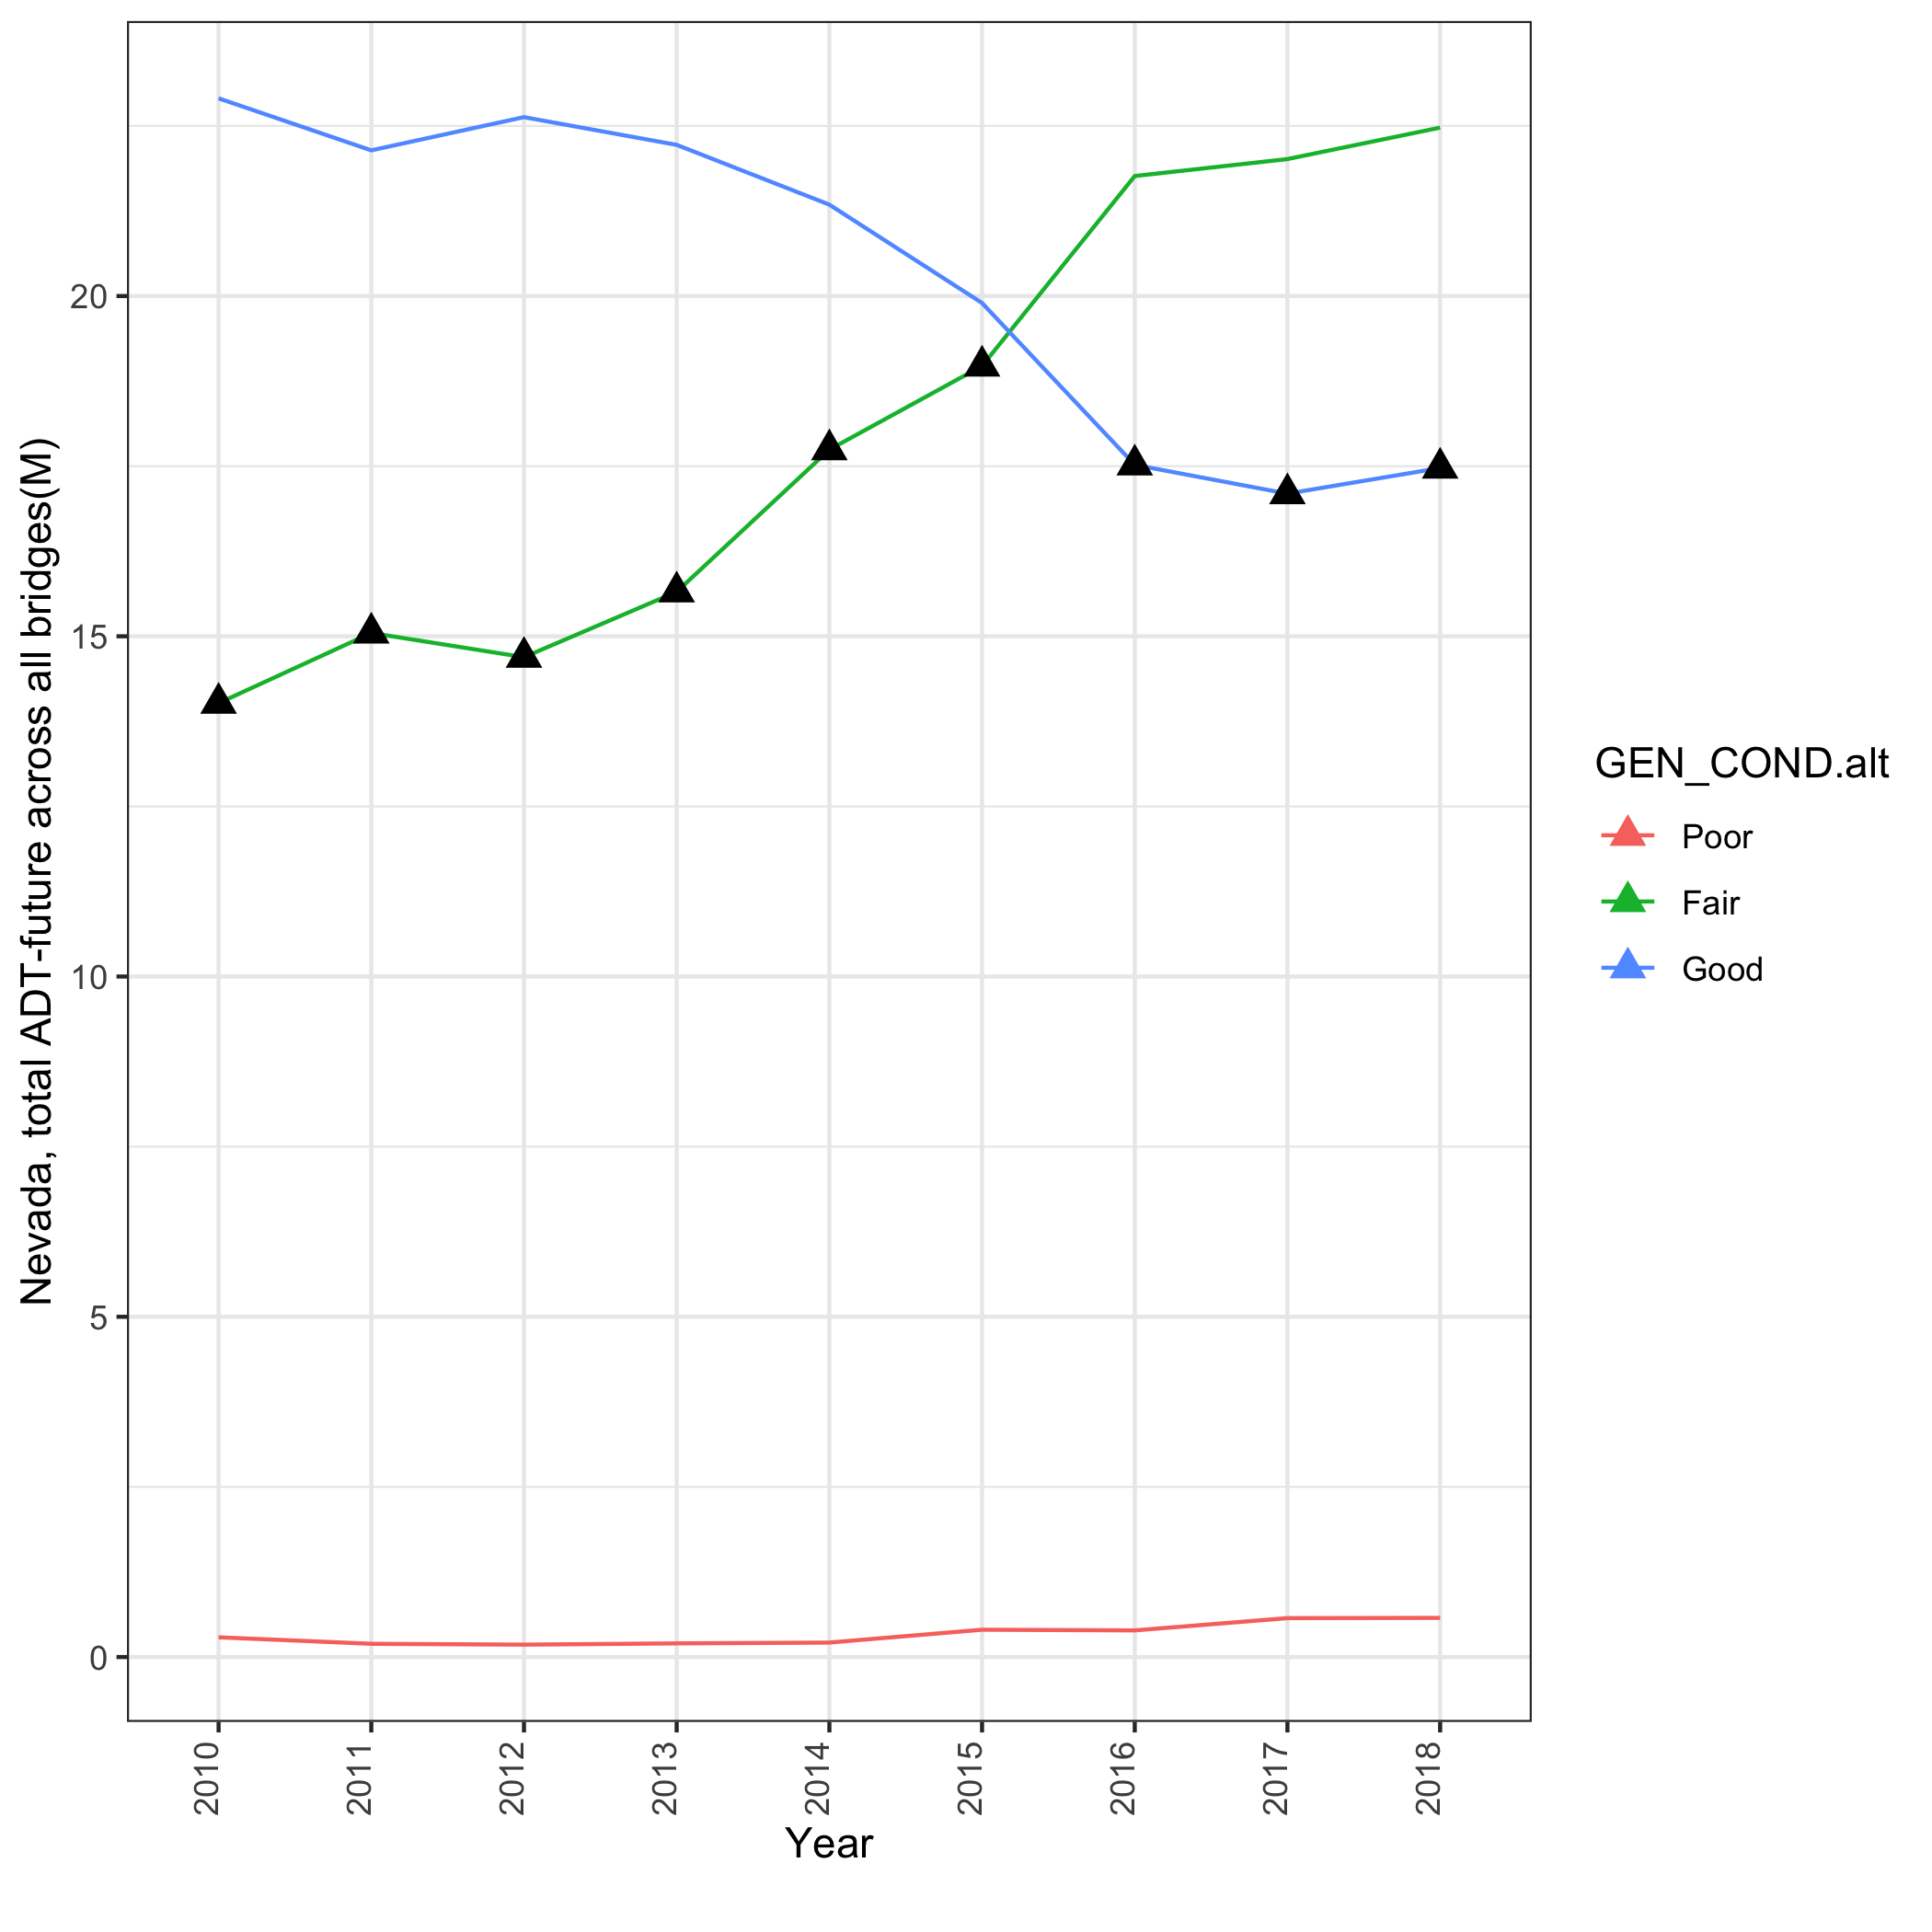 Nevada, total ADT-future across all bridges(M)
20
15
10
5
0
2010
2011
2012
2013
2014
2015
2016
2017
2018
Year
GEN_COND.alt
Poor
Fair
Good